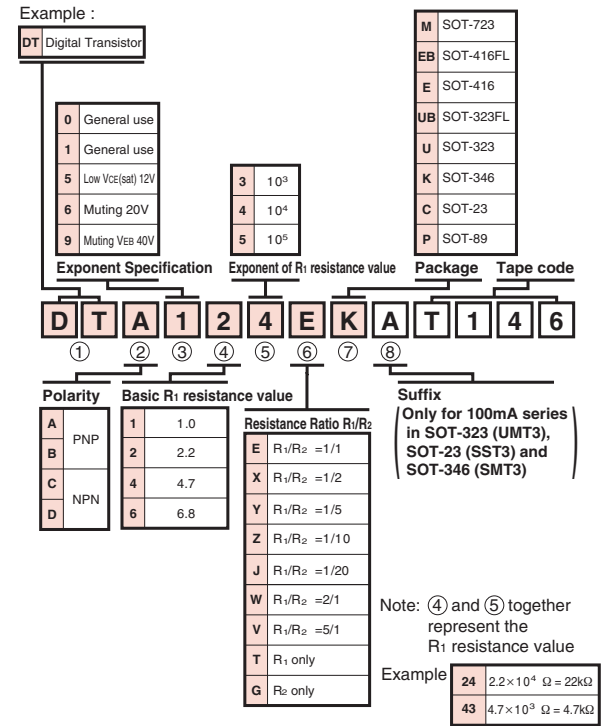 Example :
DT Digital Transistor
0 General use
1 General use
5 Low VCE(sat) 12V
6 Muting 20V
9 Muting VEB 40V
3 10³
4 10⁴
5 10⁵
M SOT-723
EB SOT-416FL
E SOT-416
UB SOT-323FL
U SOT-323
K SOT-346
C SOT-23
P SOT-89
Exponent Specification Exponent of R1 resistance value Package Tape code
D T A 1 2 4 E K A T 1 4 6
① ② ③ ④ ⑤ ⑥ ⑦ ⑧
Polarity
A PNP
B
C NPN
D
Basic R1 resistance value
1 1.0
2 2.2
4 4.7
6 6.8
Resistance Ratio R1/R2
E R1/R2 =1/1
X R1/R2 =1/2
Y R1/R2 =1/5
Z R1/R2 =1/10
J R1/R2 =1/20
W R1/R2 =2/1
V R1/R2 =5/1
T R1 only
G R2 only
Suffix
(Only for 100mA series
in SOT-323 (UMT3),
SOT-23 (SST3) and
SOT-346 (SMT3))
Note: ④ and ⑤ together
represent the
R1 resistance value
Example
24 2.2×10⁴ Ω = 22kΩ
43 4.7×10³ Ω = 4.7kΩ